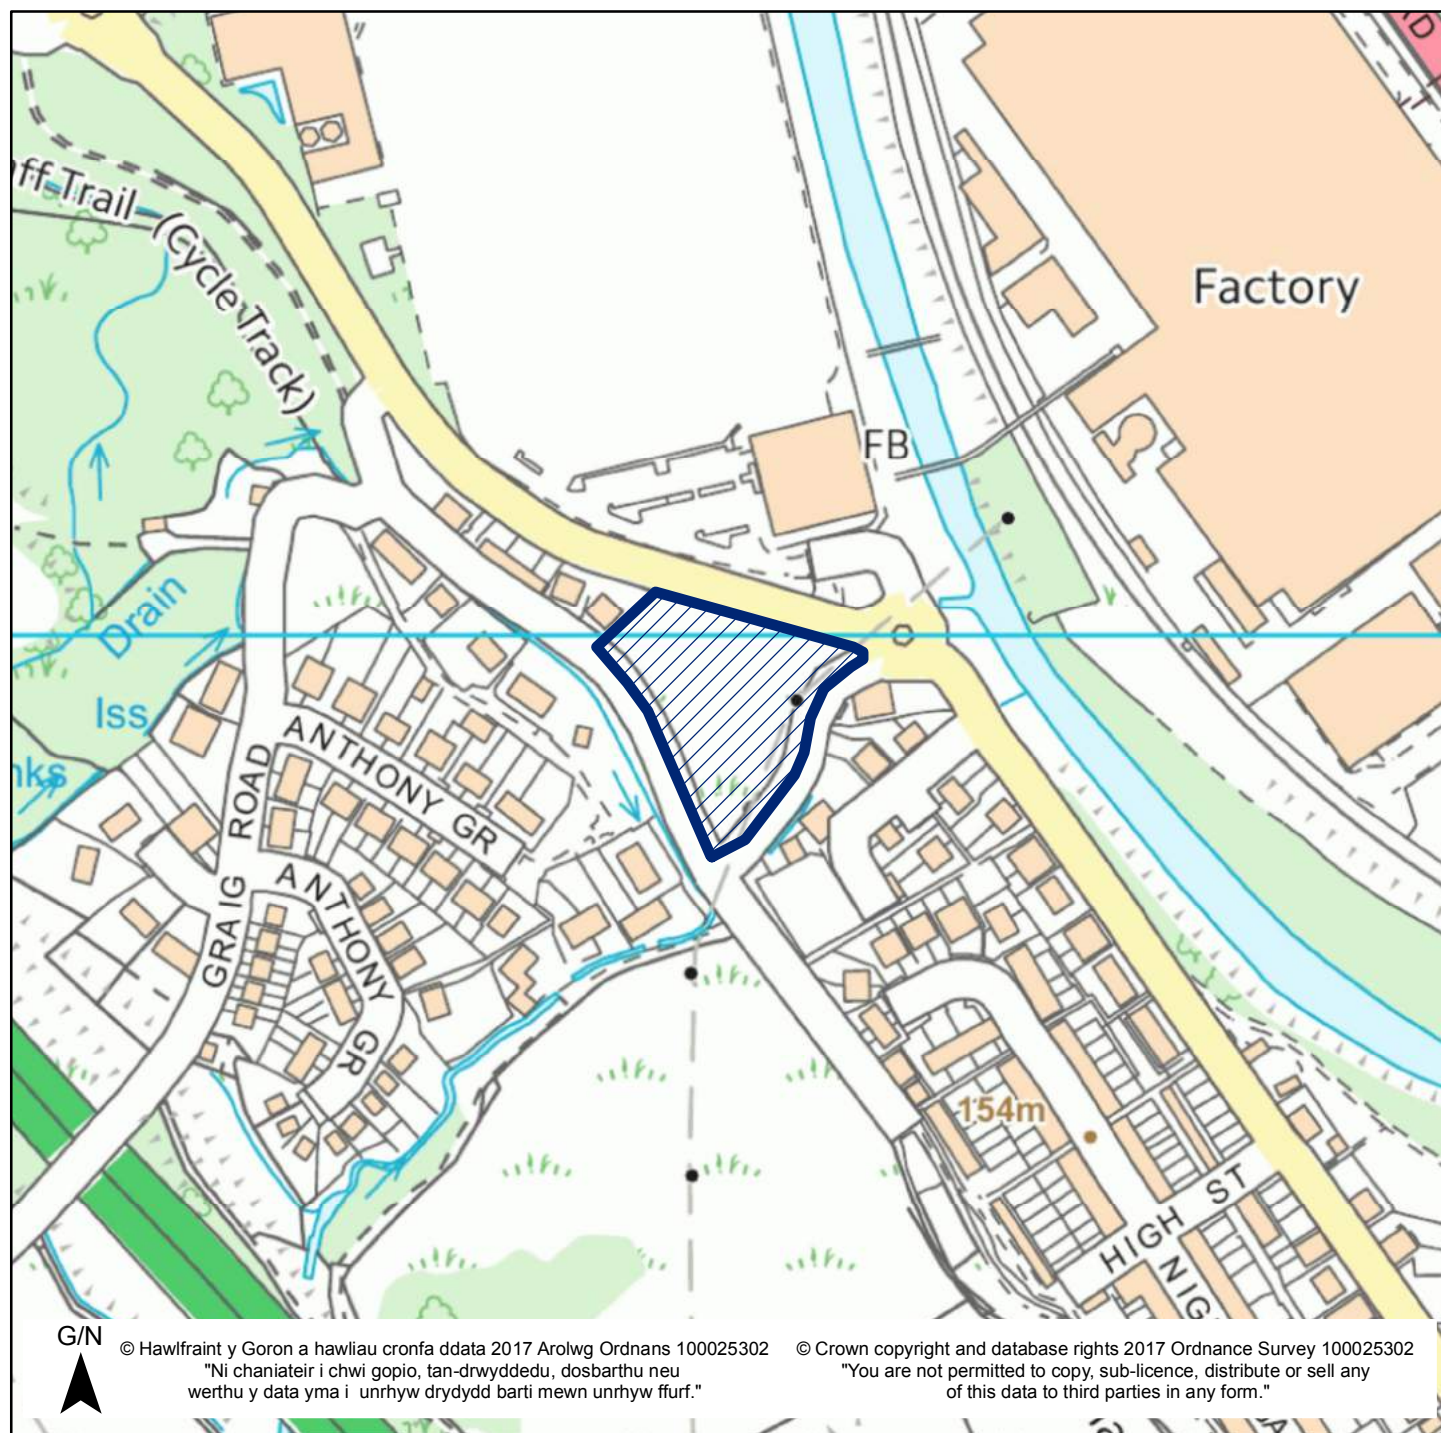 Trail (Cycle Track)
Factory
FB
Drain
Iss
ANTHONY GR
GRAIG ROAD
ANTHONY GR
154m
HIGH ST
G/N
© Hawlfraint y Goron a hawliau cronfa ddata 2017 Arolwg Ordnans 100025302
"Ni chaniateir i chwi gopio, tan-drwyddedu, dosbarthu neu
werthu y data yma i unrhyw drydydd barti mewn unrhyw ffurf."
© Crown copyright and database rights 2017 Ordnance Survey 100025302
"You are not permitted to copy, sub-licence, distribute or sell any
of this data to third parties in any form."